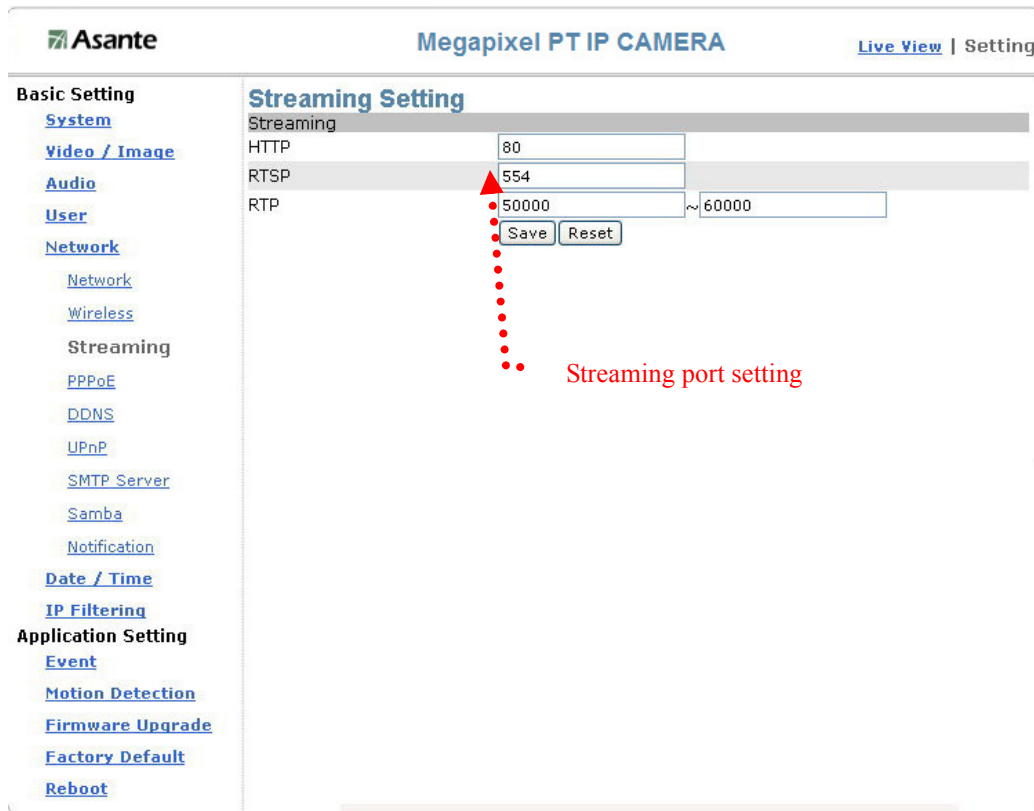 Asante
Megapixel PT IP CAMERA
Live View | Setting
Basic Setting
System
Video / Image
Audio
User
Network
Network
Wireless
Streaming
PPPoE
DDNS
UPnP
SMTP Server
Samba
Notification
Date / Time
IP Filtering
Application Setting
Event
Motion Detection
Firmware Upgrade
Factory Default
Reboot
Streaming Setting
Streaming
HTTP 80
RTSP 554
RTP 50000 ~ 60000
Save Reset
Streaming port setting